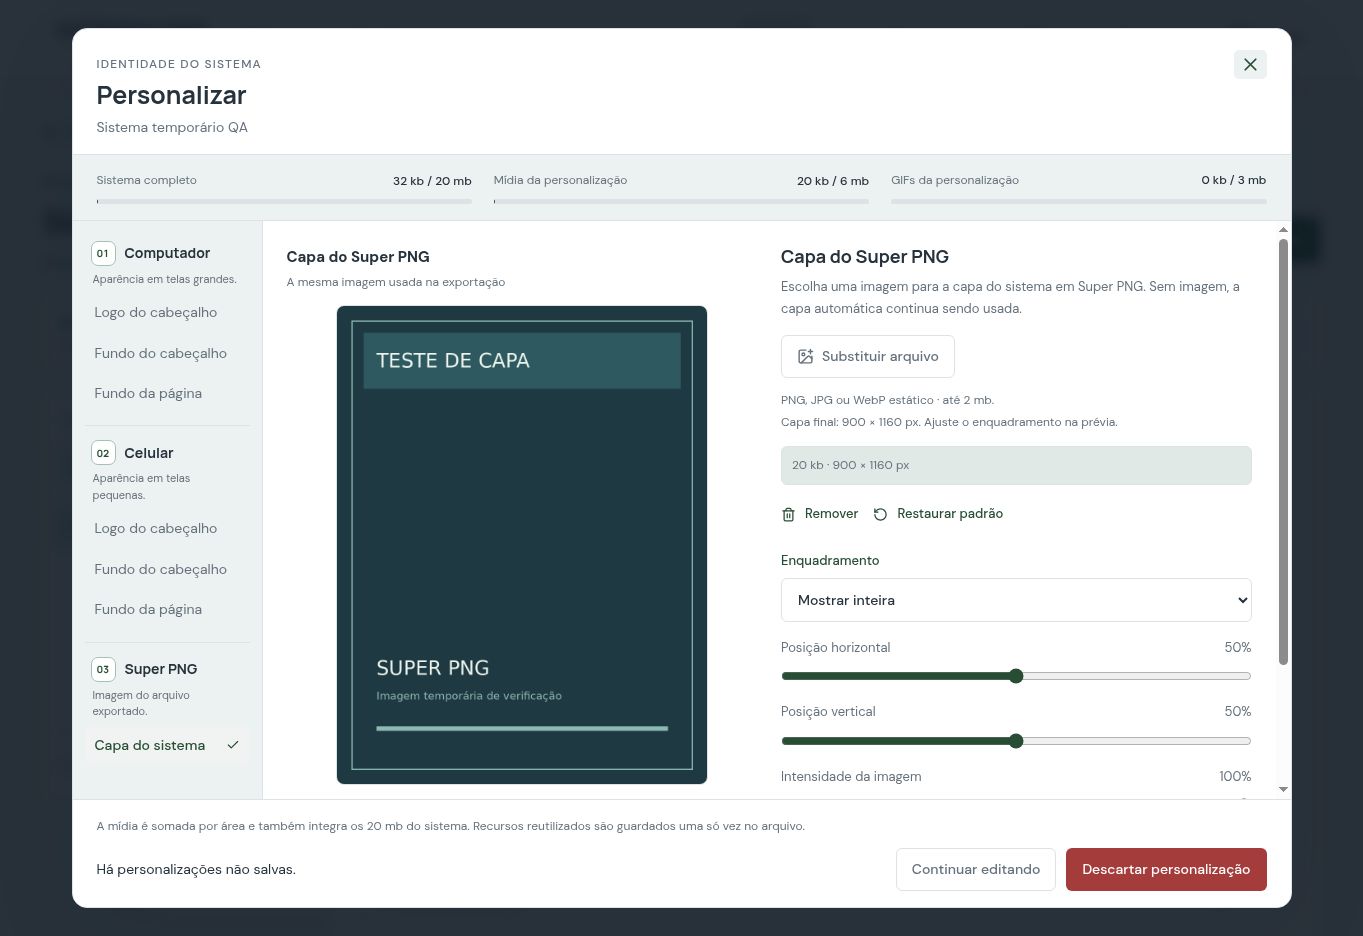 IDENTIDADE DO SISTEMA
Personalizar
Sistema temporário QA
Sistema completo
32 kb / 20 mb
Mídia da personalização
20 kb / 6 mb
GIFs da personalização
0 kb / 3 mb
01 Computador
Aparência em telas grandes.
Logo do cabeçalho
Fundo do cabeçalho
Fundo da página
02 Celular
Aparência em telas
pequenas.
Logo do cabeçalho
Fundo do cabeçalho
Fundo da página
03 Super PNG
Imagem do arquivo
exportado.
Capa do sistema
Capa do Super PNG
A mesma imagem usada na exportação
TESTE DE CAPA
SUPER PNG
Imagem temporária de verificação
Capa do Super PNG
Escolha uma imagem para a capa do sistema em Super PNG. Sem imagem, a
capa automática continua sendo usada.
Substituir arquivo
PNG, JPG ou WebP estático · até 2 mb.
Capa final: 900 × 1160 px. Ajuste o enquadramento na prévia.
20 kb · 900 × 1160 px
Remover
Restaurar padrão
Enquadramento
Mostrar inteira
Posição horizontal
50%
Posição vertical
50%
Intensidade da imagem
100%
A mídia é somada por área e também integra os 20 mb do sistema. Recursos reutilizados são guardados uma só vez no arquivo.
Há personalizações não salvas.
Continuar editando
Descartar personalização